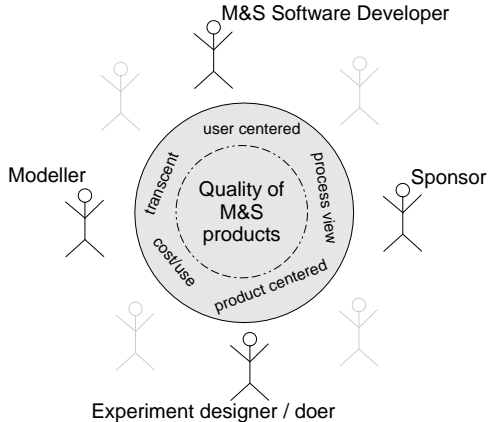 M&S Software Developer
user centered
Modeller
transcent
process view
Sponsor
Quality of
M&S
products
cost/use
product centered
Experiment designer / doer